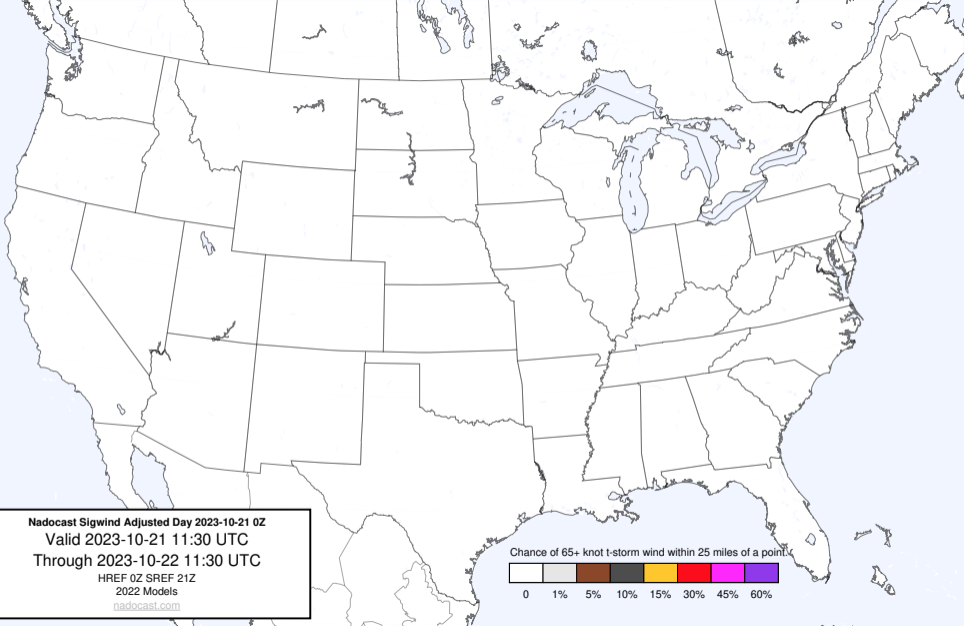 Nadocast Sigwind Adjusted Day 2023-10-21 0Z
Valid 2023-10-21 11:30 UTC
Through 2023-10-22 11:30 UTC
HREF 0Z SREF 21Z
2022 Models
nadocast.com
Chance of 65+ knot t-storm wind within 25 miles of a point.
0 1% 5% 10% 15% 30% 45% 60%